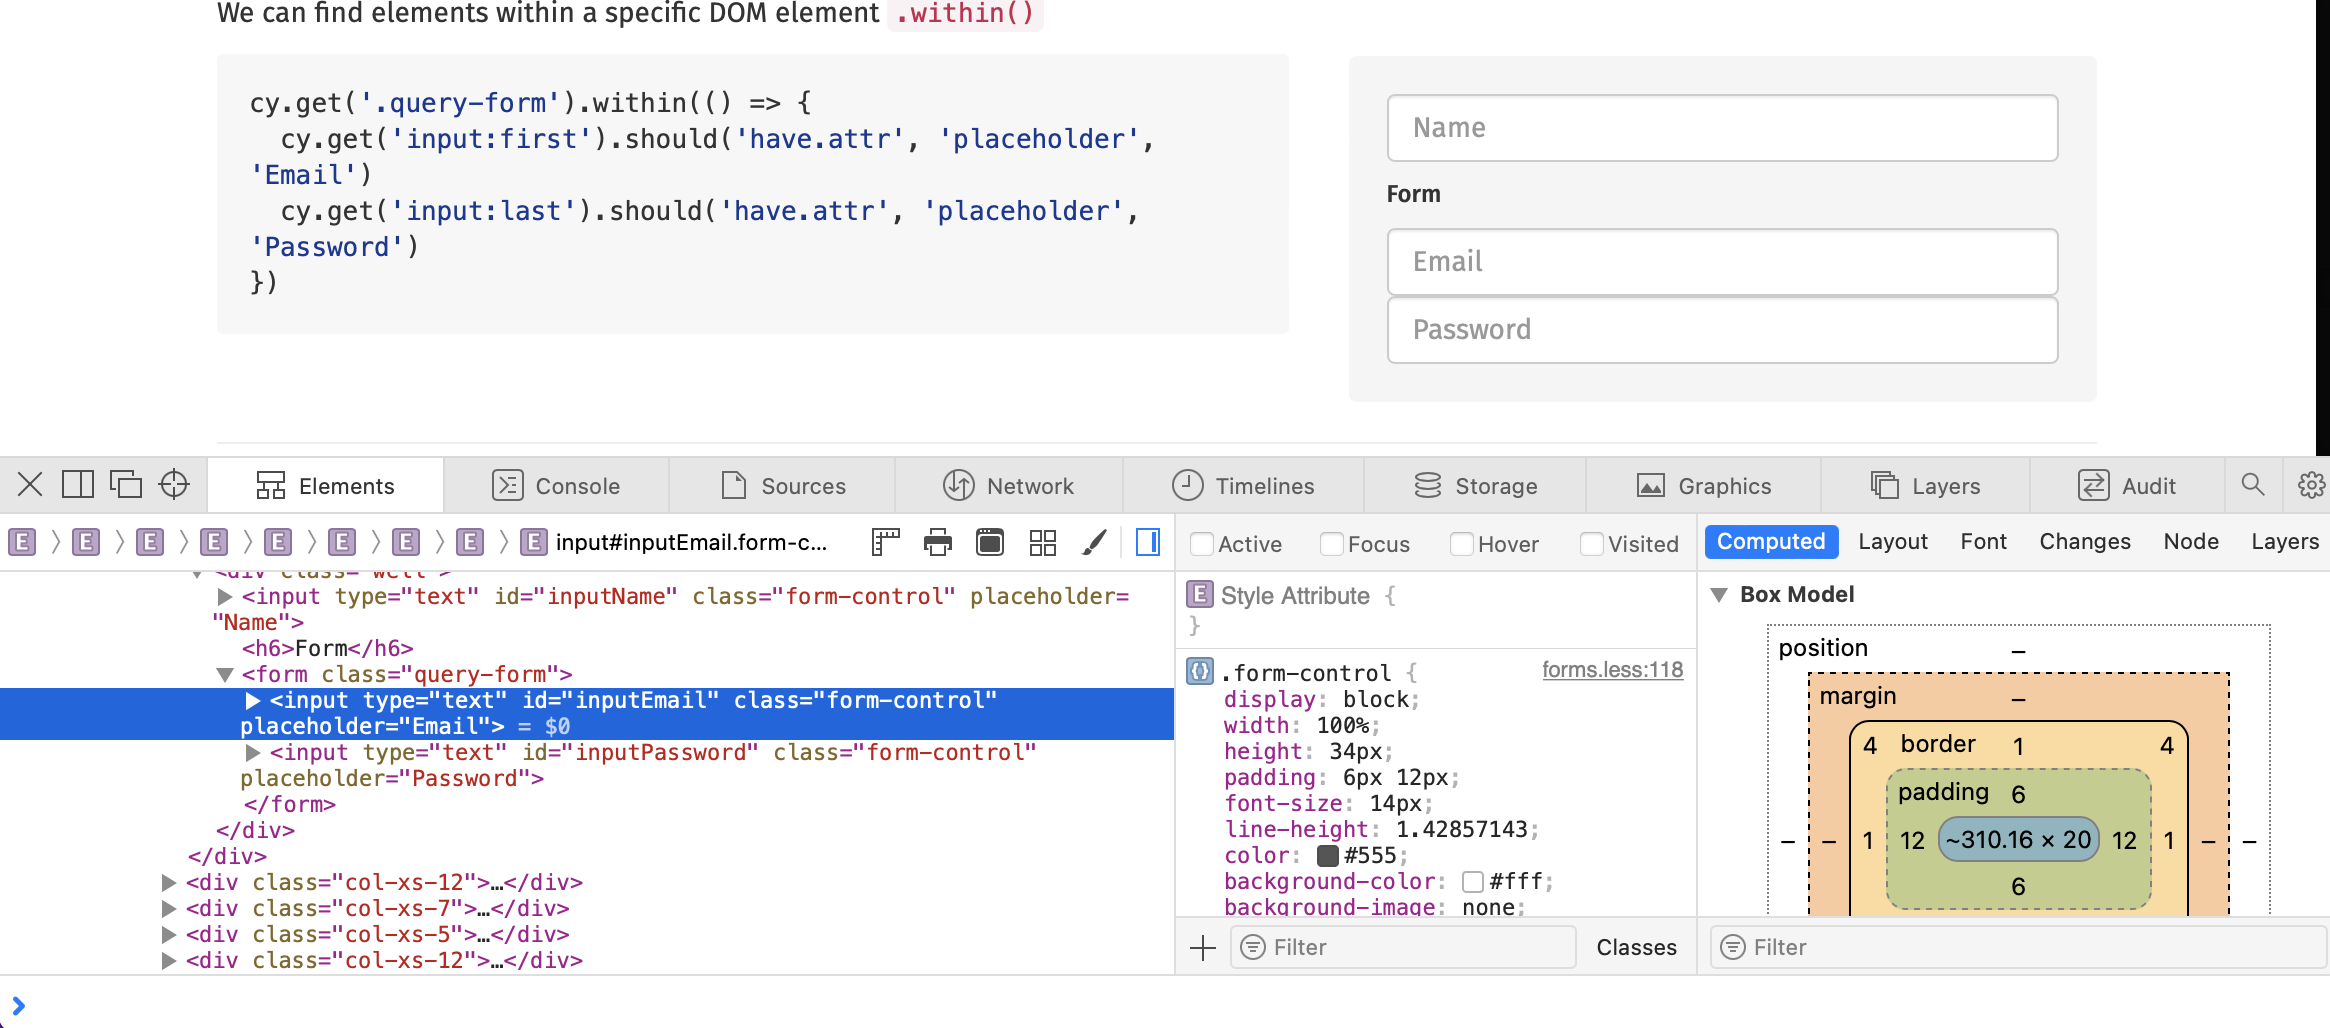 We can find elements within a specific DOM element .within()
cy.get('.query-form').within(() => {
  cy.get('input:first').should('have.attr', 'placeholder',
'Email')
  cy.get('input:last').should('have.attr', 'placeholder',
'Password')
})
Name
Form
Email
Password
Elements Console Sources Network Timelines Storage Graphics Layers Audit
E E E E E E E E E input#inputEmail.form-c...
Active Focus Hover Visited
Computed Layout Font Changes Node Layers
<div class="well">
<input type="text" id="inputName" class="form-control" placeholder=
"Name">
<h6>Form</h6>
<form class="query-form">
<input type="text" id="inputEmail" class="form-control"
placeholder="Email"> = $0
<input type="text" id="inputPassword" class="form-control"
placeholder="Password">
</form>
</div>
</div>
<div class="col-xs-12">…</div>
<div class="col-xs-7">…</div>
<div class="col-xs-5">…</div>
<div class="col-xs-12">…</div>
E Style Attribute {
}
.form-control { forms.less:118
display: block;
width: 100%;
height: 34px;
padding: 6px 12px;
font-size: 14px;
line-height: 1.42857143;
color: #555;
background-color: #fff;
background-image: none;
Filter Classes
Box Model
position –
margin –
4 border 1 4
padding 6
– – 1 12 ~310.16 × 20 12 1 – –
6
Filter